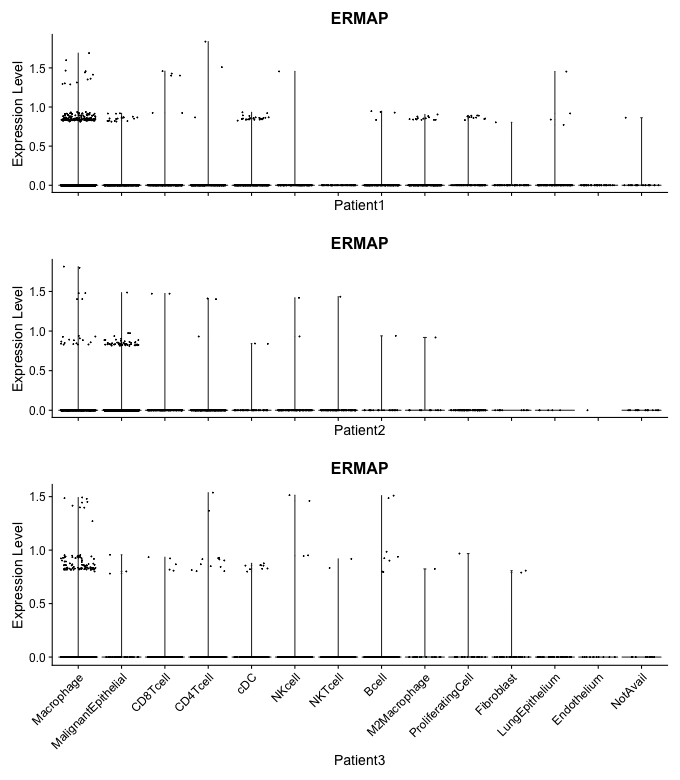 ERMAP
Expression Level
1.5
1.0
0.5
0.0
Patient1
ERMAP
Expression Level
1.5
1.0
0.5
0.0
Patient2
ERMAP
Expression Level
1.5
1.0
0.5
0.0
Macrophage
MalignantEpithelial
CD8Tcell
CD4Tcell
cDC
NKcell
NKTcell
Bcell
M2Macrophage
ProliferatingCell
Fibroblast
LungEpithelium
Endothelium
NotAvail
Patient3